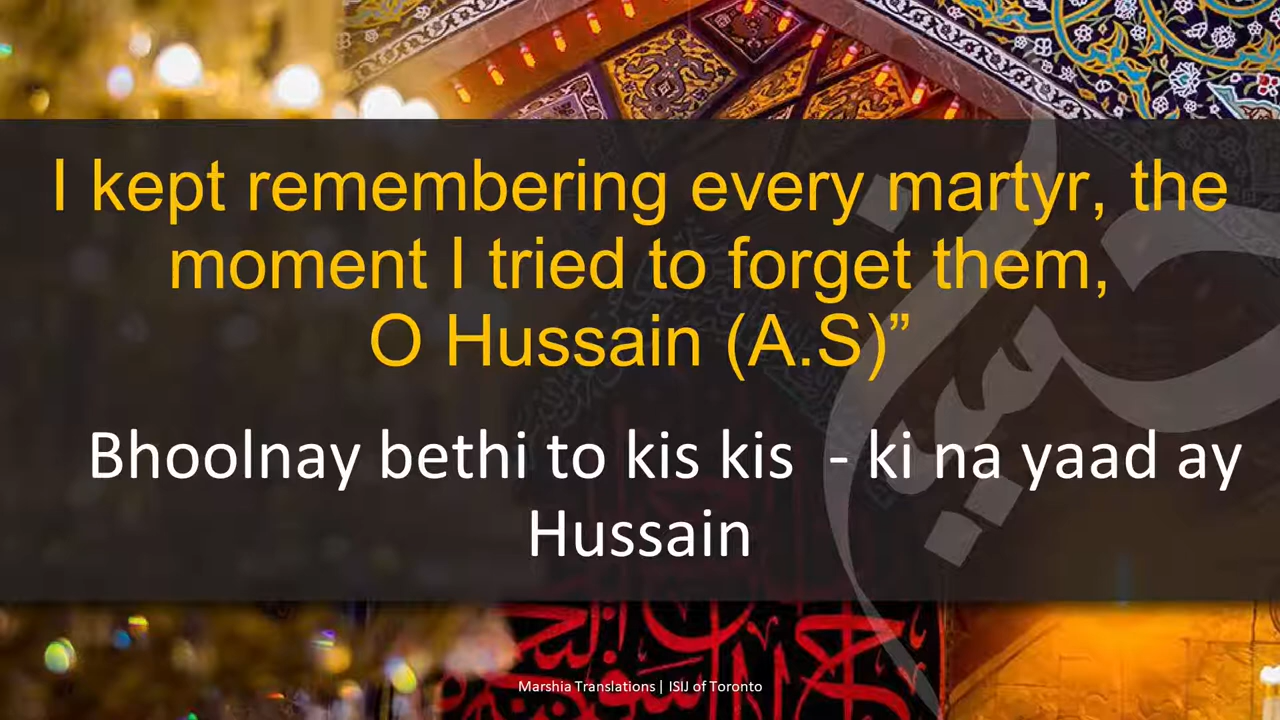 I kept remembering every martyr, the
moment I tried to forget them,
O Hussain (A.S)”
Bhoolnay bethi to kis kis - ki na yaad ay
Hussain
Marshia Translations | ISIJ of Toronto